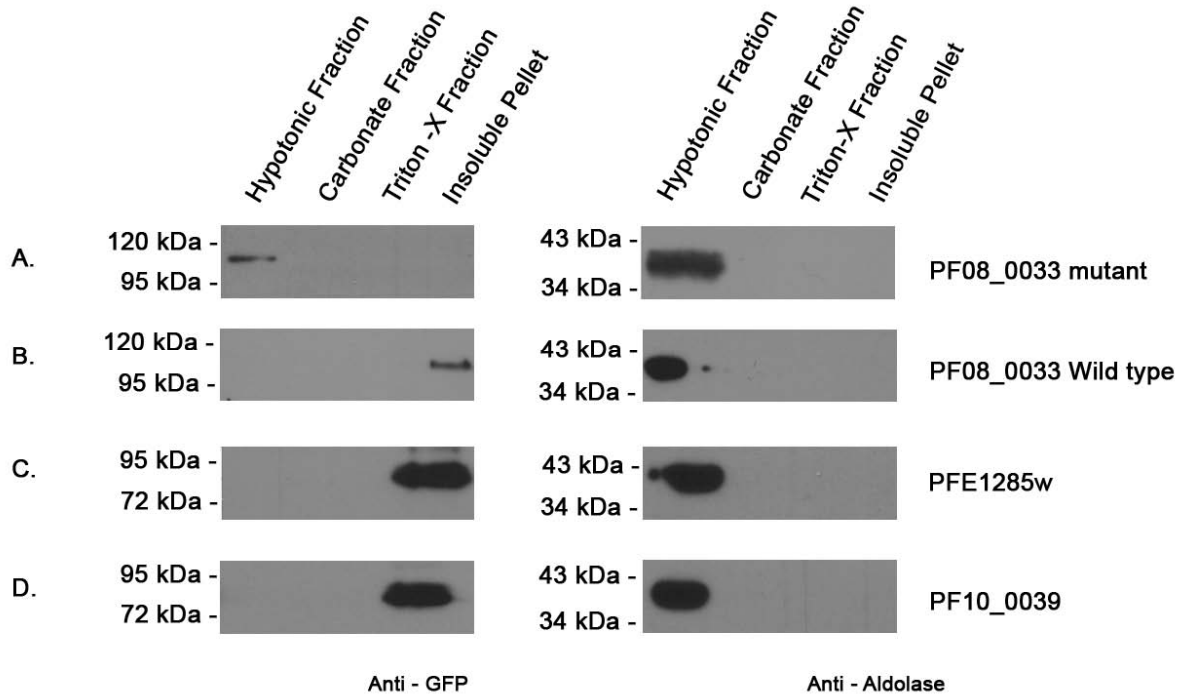 Hypotonic Fraction
Carbonate Fraction
Triton -X Fraction
Insoluble Pellet
Hypotonic Fraction
Carbonate Fraction
Triton-X Fraction
Insoluble Pellet
A.
120 kDa -
95 kDa -
43 kDa -
34 kDa -
PF08_0033 mutant
B.
120 kDa -
95 kDa -
43 kDa -
34 kDa -
PF08_0033 Wild type
C.
95 kDa -
72 kDa -
43 kDa -
34 kDa -
PFE1285w
D.
95 kDa -
72 kDa -
43 kDa -
34 kDa -
PF10_0039
Anti - GFP
Anti - Aldolase